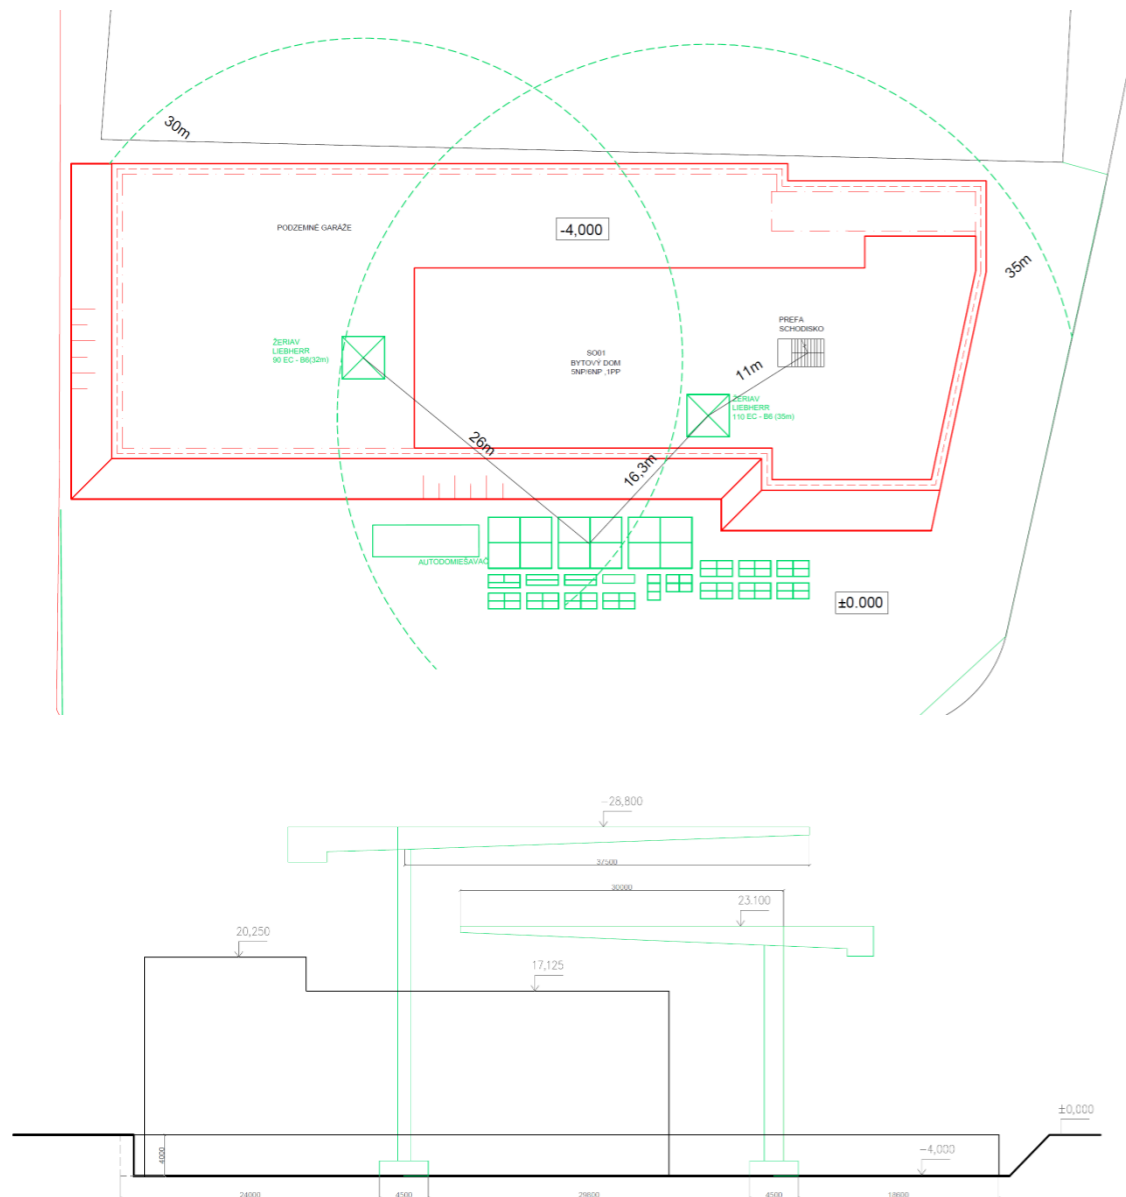 30m
PODZEMNÉ GARÁŽE
-4,000
35m
PREFA
SCHODISKO
ŽERIAV
LIEBHERR
90 EC - B6(32m)
SO01
BYTOVÝ DOM
5NP/6NP ,1PP
11m
ŽERIAV
LIEBHERR
110 EC - B6 (35m)
26m
16,3m
AUTODOMIEŠAVAČ
±0.000
-28,800
37500
30000
23.100
20,250
17,125
±0,000
4000
-4,000
24000
4500
4500